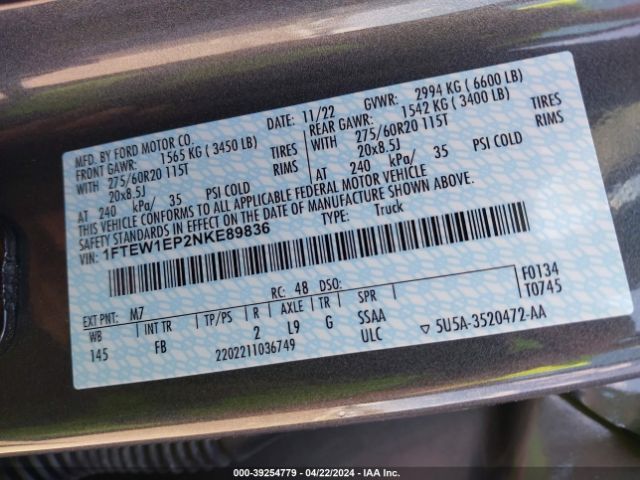 MFD. BY FORD MOTOR CO.
DATE: 11/22 GVWR: 2994 KG ( 6600 LB)
FRONT GAWR: 1565 KG ( 3450 LB)
REAR GAWR: 1542 KG ( 3400 LB)
WITH 275/60R20 115T TIRES
WITH 275/60R20 115T TIRES
20x8.5J RIMS
20x8.5J RIMS
AT 240 kPa/ 35 PSI COLD
AT 240 kPa/ 35 PSI COLD
THIS VEHICLE CONFORMS TO ALL APPLICABLE FEDERAL MOTOR VEHICLE
SAFETY STANDARDS IN EFFECT ON THE DATE OF MANUFACTURE SHOWN ABOVE.
VIN: 1FTEW1EP2NKE89836
TYPE: Truck
EXT PNT: M7 RC: 48 DSO: F0134
WB INT TR TP/PS R AXLE TR SPR T0745
145 FB 2 L9 G SSAA
2202211036749 ULC 5U5A-3520472-AA
000-39254779 - 04/22/2024 - IAA Inc.